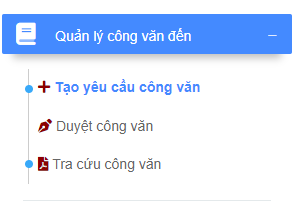 Quản lý công văn đến
Tạo yêu cầu công văn
Duyệt công văn
Tra cứu công văn